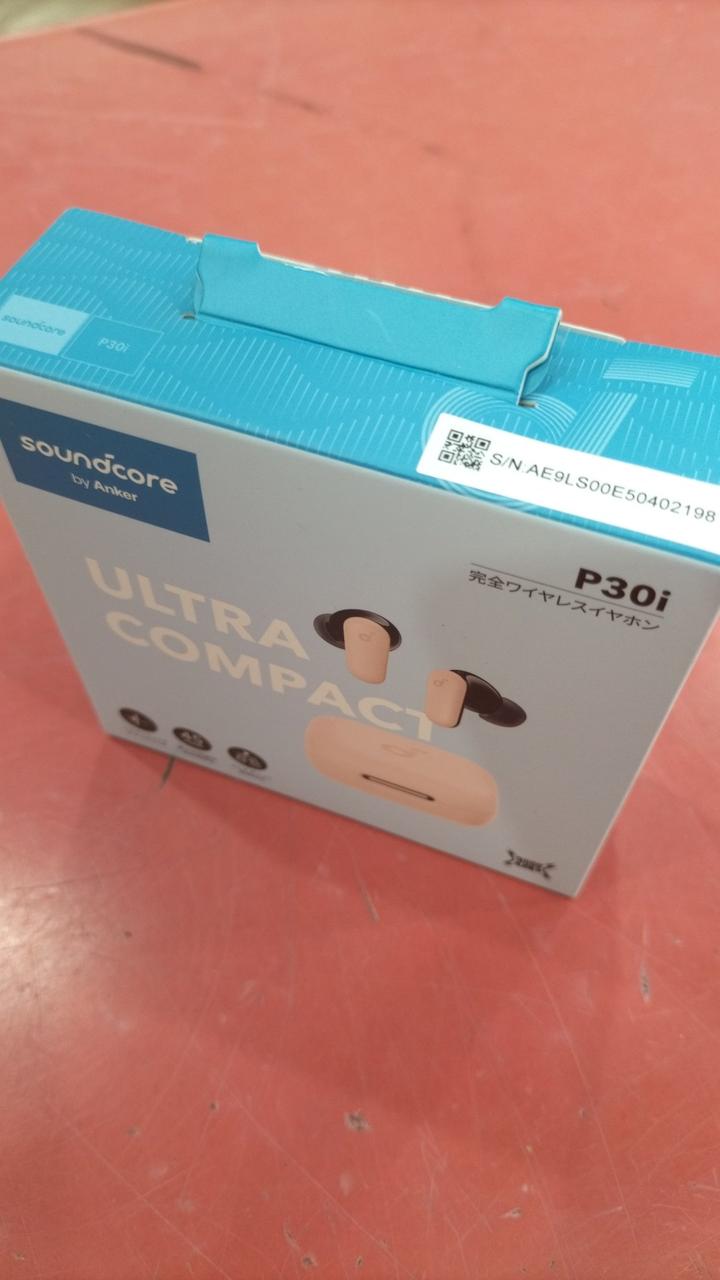 soundcore
P30i
S/N:AE9LS00E50402198
soundcore
by Anker
P30i
完全ワイヤレスイヤホン
ULTRA
COMPACT